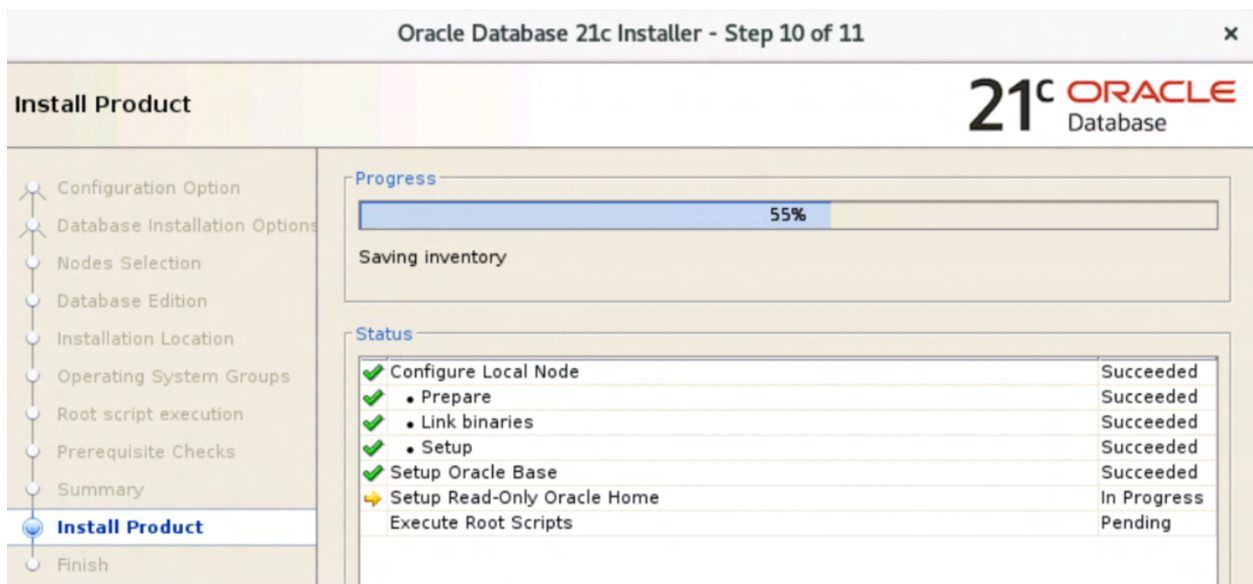 Oracle Database 21c Installer - Step 10 of 11
×
Install Product
21c ORACLE
Database
Configuration Option
Database Installation Options
Nodes Selection
Database Edition
Installation Location
Operating System Groups
Root script execution
Prerequisite Checks
Summary
Install Product
Finish
Progress
55%
Saving inventory
Status
Configure Local Node Succeeded
• Prepare Succeeded
• Link binaries Succeeded
• Setup Succeeded
Setup Oracle Base Succeeded
Setup Read-Only Oracle Home In Progress
Execute Root Scripts Pending